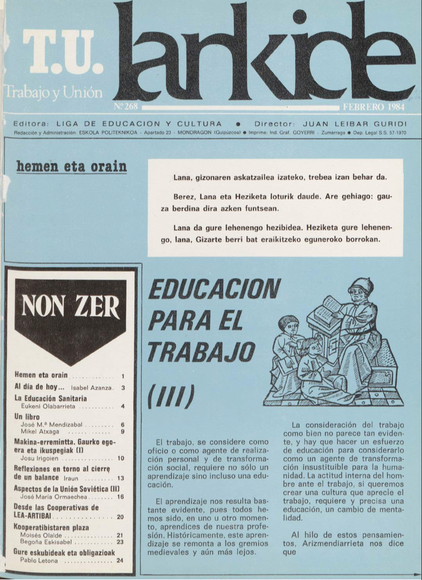 T.U.
lankide
Trabajo y Unión
Nº 268
FEBRERO 1984
Editora: LIGA DE EDUCACION Y CULTURA ● Director: JUAN LEIBAR GURIDI
Redacción y Administración: ESKOLA POLITEKNIKOA - Apartado 23 - MONDRAGON (Guipúzcoa) ● Imprime: Ind. Gráf. GOYERRI - Zumárraga ● Dep. Legal S.S. 57-1970
hemen eta orain
Lana, gizonaren askatzailea izateko, trebea izan behar da.
Berez, Lana eta Heziketa loturik daude. Are gehiago: gau-
za berdina dira azken funtsean.
Lana da gure lehenengo hezibidea. Heziketa gure lehenen-
go, lana, Gizarte berri bat eraikitzeko eguneroko borrokan.
NON ZER
Hemen eta orain ............ 1
Al día de hoy... Isabel Azanza. 3
La Educación Sanitaria
Eukeni Olabarrieta .......... 4
Un libro
José M.ª Mendizabal ........ 6
Mikel Alxaga ............... 9
Makina-erreminta. Gaurko ego-
era eta ikuspegiak (I)
Josu Irigoien ............... 10
Reflexiones en torno al cierre
de un balance Iraun ........ 13
Aspectos de la Unión Soviética (II)
José María Ormaechea ...... 16
Desde las Cooperativas de
LEA-ARTIBAI .............. 20
Kooperatibistaren plaza
Moisés Olalde .............. 21
Begoña Eskisabel ........... 23
Gure eskubideak eta obligazioak
Pablo Letona ............... 24
EDUCACION
PARA EL
TRABAJO
(III)
El trabajo, se considere como
oficio o como agente de realiza-
ción personal y de transforma-
ción social, requiere no sólo un
aprendizaje sino incluso una edu-
cación.
El aprendizaje nos resulta bas-
tante evidente, pues todos he-
mos sido, en uno u otro momen-
to, aprendices de nuestra profe-
sión. Históricamente, este apren-
dizaje se remonta a los gremios
medievales y aún más lejos.
La consideración del trabajo
como bien no parece tan eviden-
te, y hay que hacer un esfuerzo
de educación para considerarlo
como un agente de transforma-
ción insustituible para la huma-
nidad. La actitud interna del hom-
bre ante el trabajo, si queremos
crear una cultura que aprecie el
trabajo, requiere y precisa una
educación, un cambio de menta-
lidad.
Al hilo de estos pensamien-
tos, Arizmendiarrieta nos dice
que